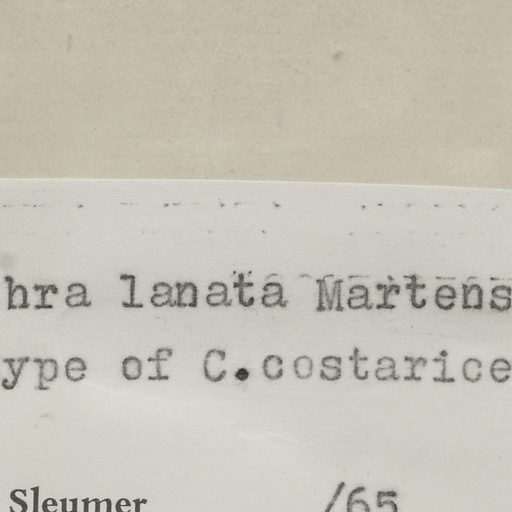 hra lanata Martens
ype of C.costarice
Sleumer /65